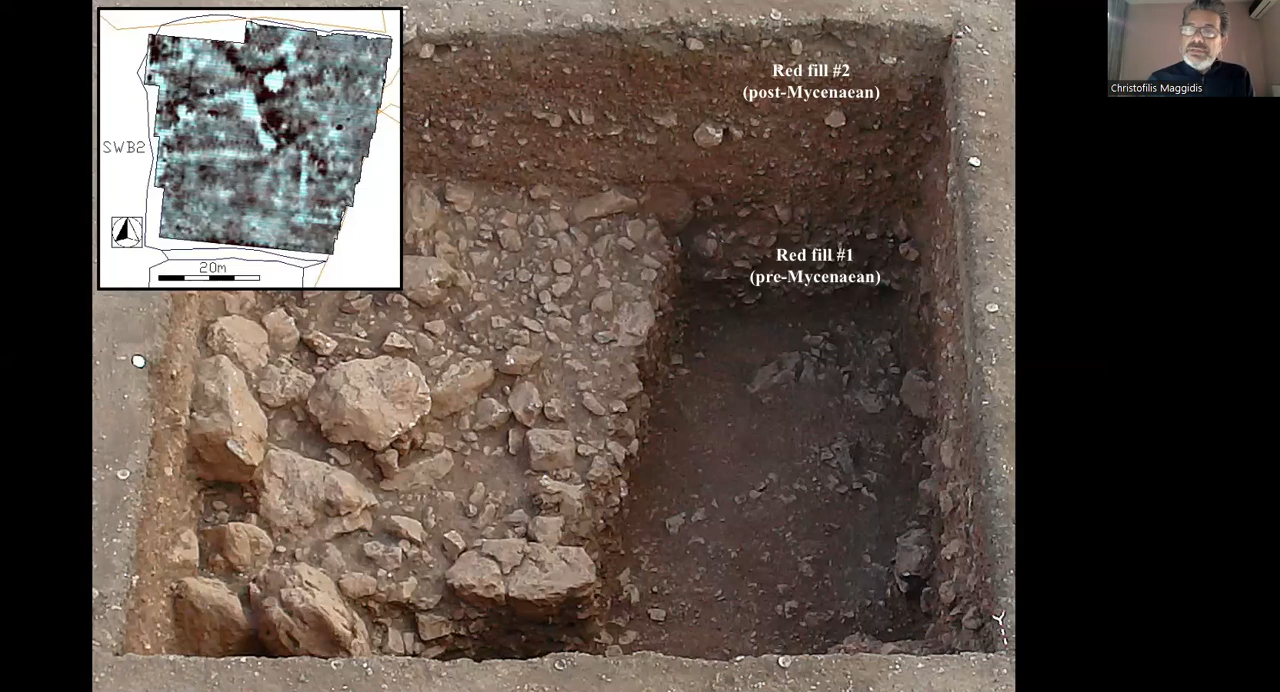 SWB2
20m
Red fill #2
(post-Mycenaean)
Red fill #1
(pre-Mycenaean)
Christofilis Maggidis